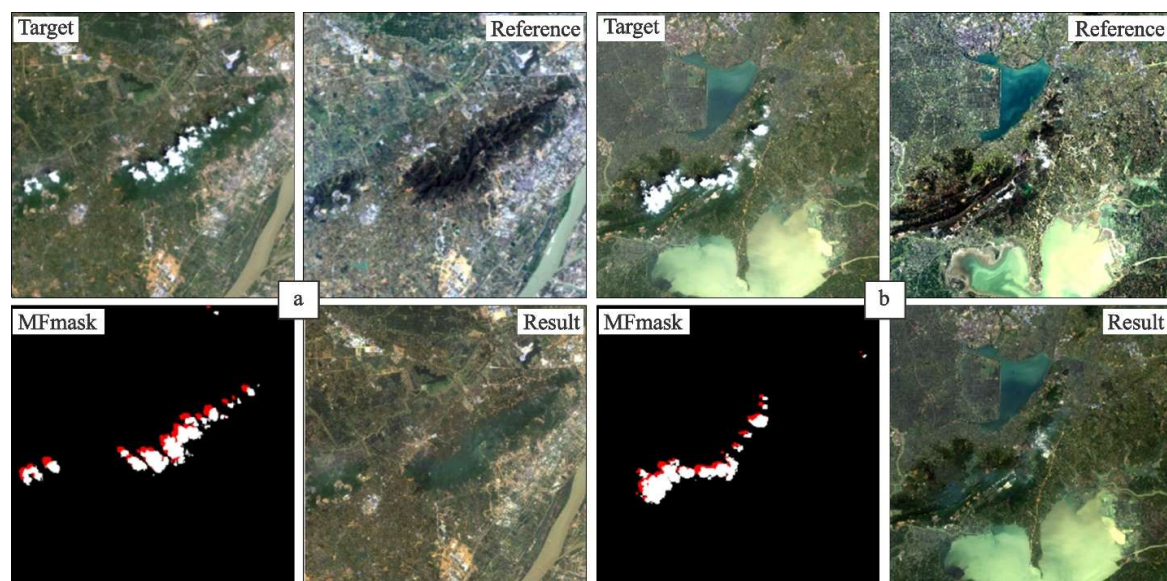 Target
Reference
Target
Reference
a
b
MFmask
Result
MFmask
Result